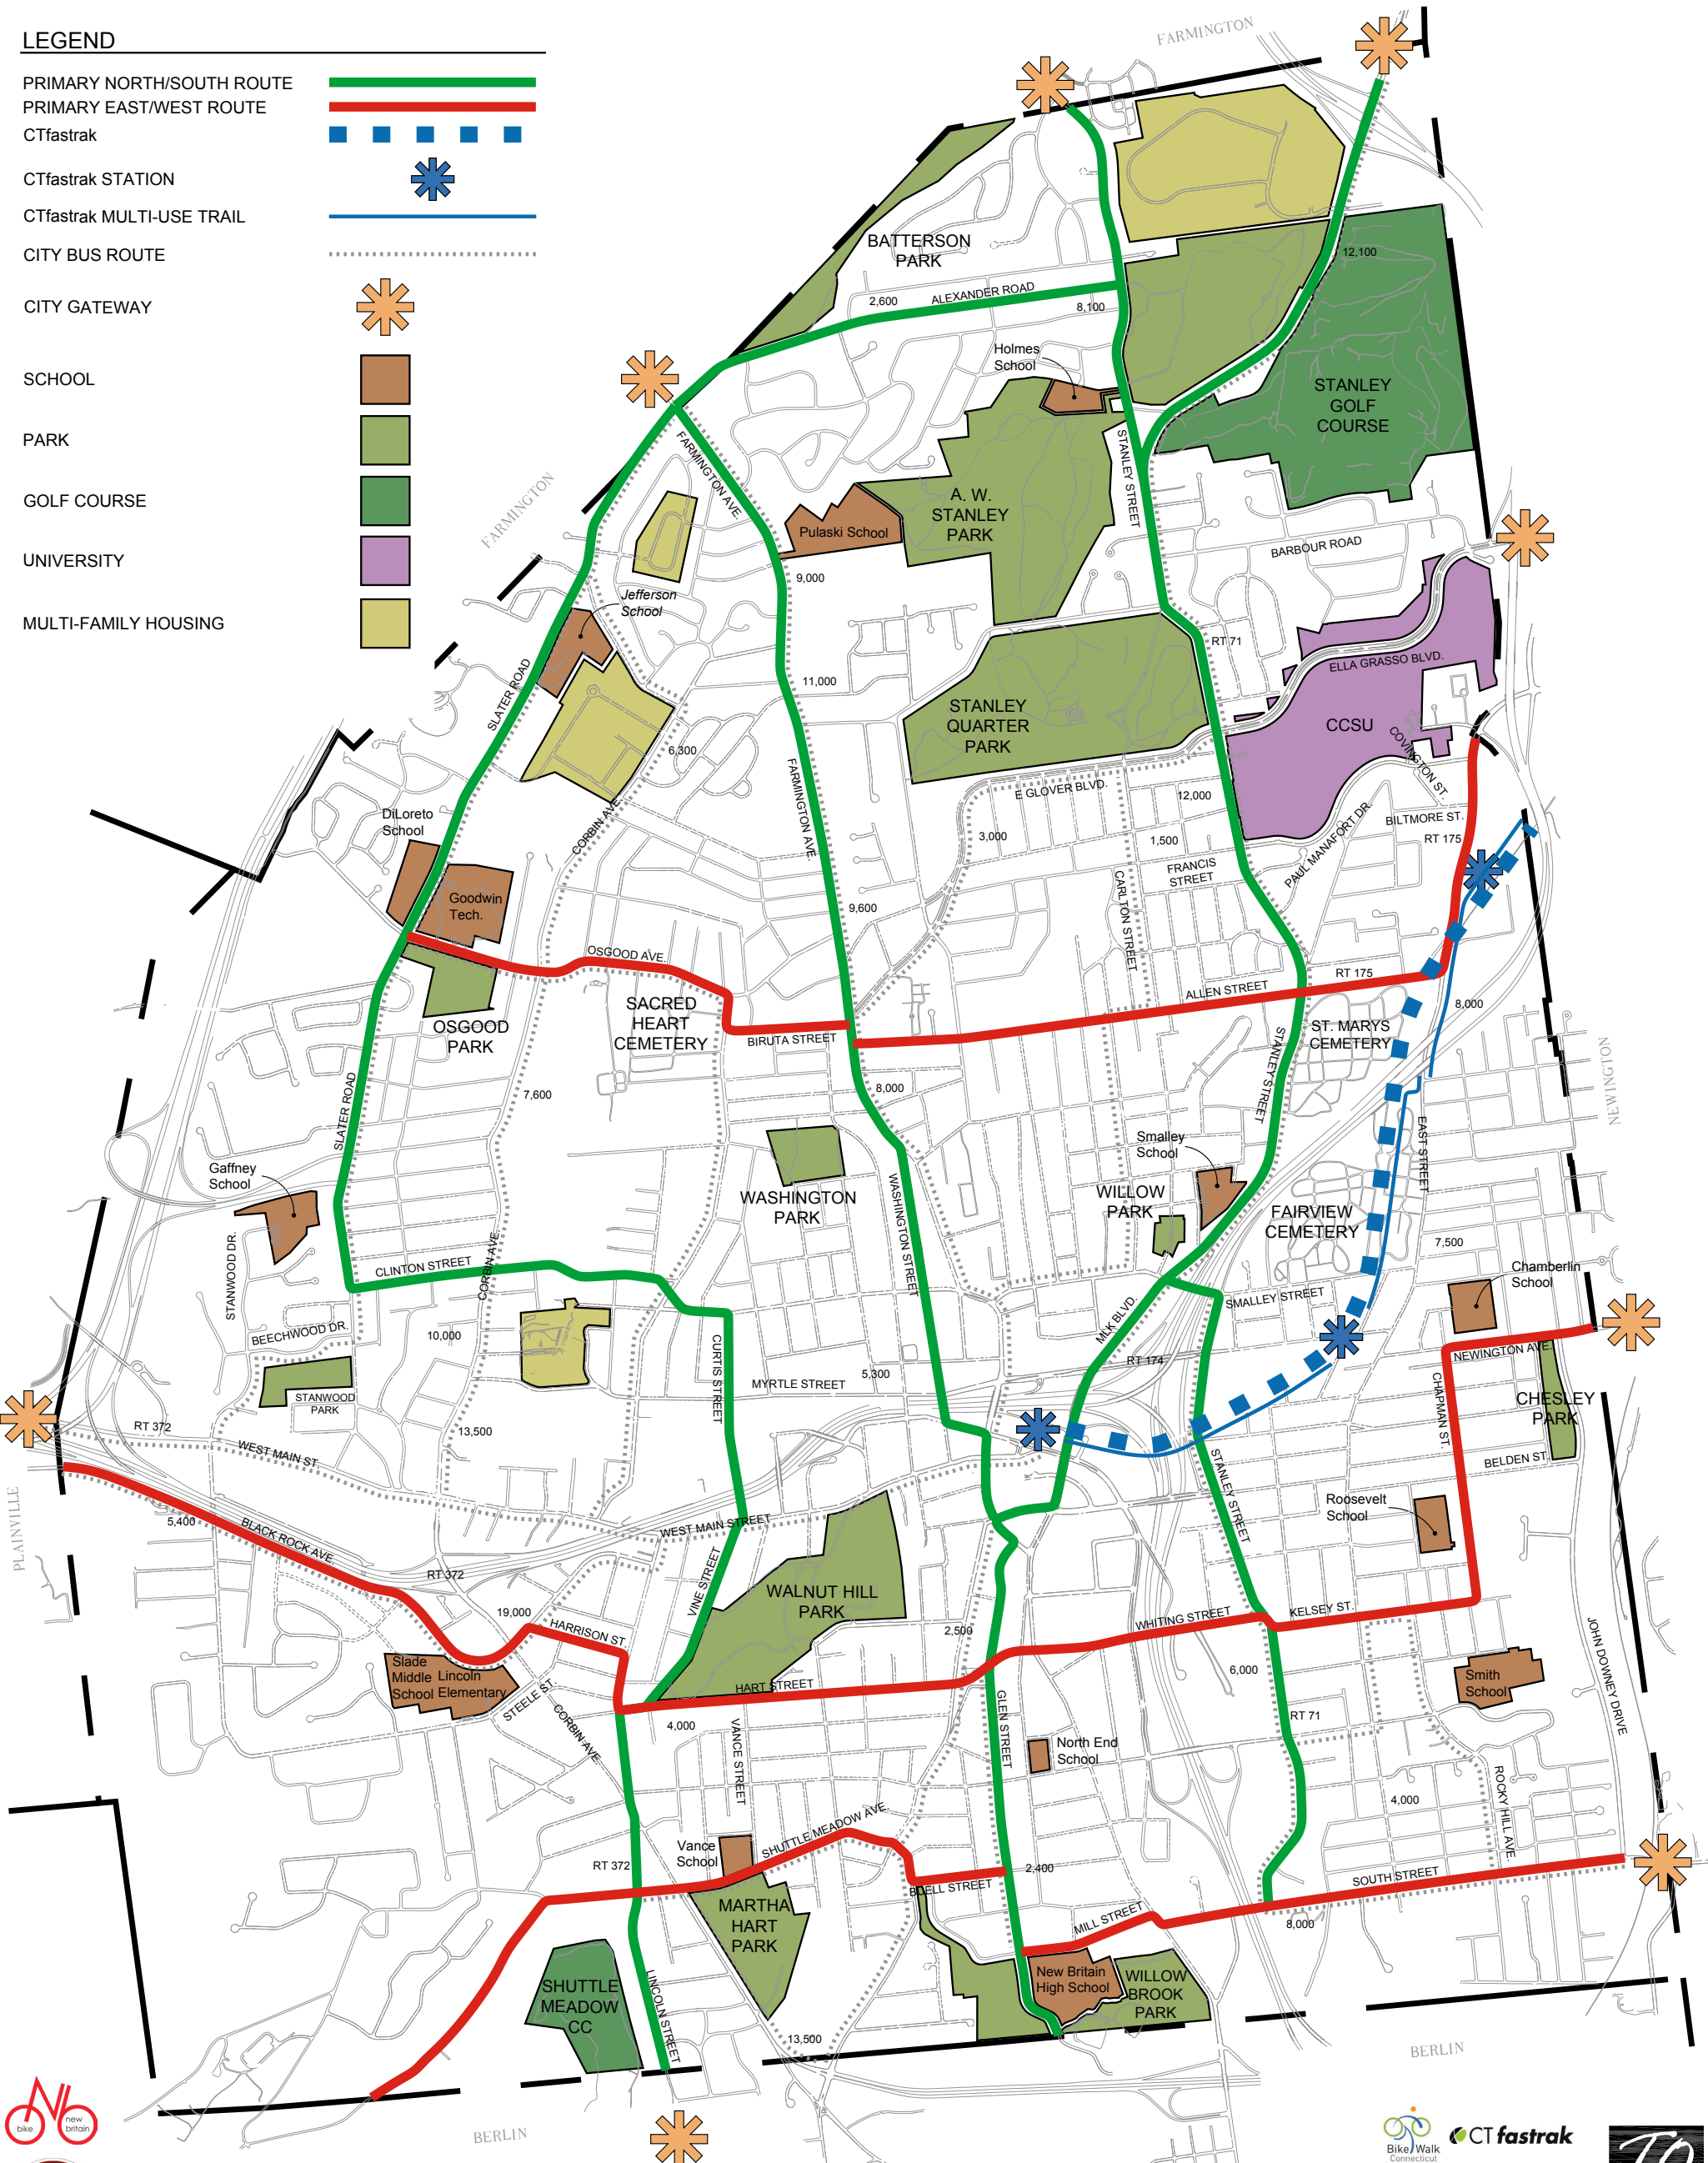 LEGEND
PRIMARY NORTH/SOUTH ROUTE
PRIMARY EAST/WEST ROUTE
CTfastrak
CTfastrak STATION
CTfastrak MULTI-USE TRAIL
CITY BUS ROUTE
CITY GATEWAY
SCHOOL
PARK
GOLF COURSE
UNIVERSITY
MULTI-FAMILY HOUSING
FARMINGTON
BATTERSON
PARK
12,100
2,600
ALEXANDER ROAD
8,100
Holmes
School
STANLEY
GOLF
COURSE
FARMINGTON AVE.
STANLEY STREET
FARMINGTON
A. W.
STANLEY
PARK
Pulaski School
BARBOUR ROAD
9,000
Jefferson
School
RT 71
ELLA GRASSO BLVD.
SLATER ROAD
11,000
STANLEY
QUARTER
PARK
CCSU
COVINGTON ST.
6,300
FARMINGTON AVE.
E GLOVER BLVD.
12,000
DiLoreto
School
CORBIN AVE.
3,000
1,500
PAUL MANAFORT DR.
BILTMORE ST.
RT 175
FRANCIS
STREET
CARLTON STREET
Goodwin
Tech.
9,600
OSGOOD AVE.
RT 175
ALLEN STREET
8,000
SACRED
HEART
CEMETERY
OSGOOD
PARK
BIRUTA STREET
ST. MARYS
CEMETERY
STANLEY STREET
NEWINGTON
SLATER ROAD
7,600
8,000
EAST STREET
Smalley
School
Gaffney
School
WASHINGTON
PARK
WASHINGTON STREET
WILLOW
PARK
FAIRVIEW
CEMETERY
STANWOOD DR.
7,500
CLINTON STREET
CORBIN AVE.
Chamberlin
School
SMALLEY STREET
MLK BLVD.
BEECHWOOD DR.
10,000
CURTIS STREET
RT 174
NEWINGTON AVE.
5,300
MYRTLE STREET
STANWOOD
PARK
CHAPMAN ST.
CHESLEY
PARK
RT 372
13,500
WEST MAIN ST.
STANLEY STREET
BELDEN ST.
PLAINVILLE
5,400
BLACK ROCK AVE.
WEST MAIN STREET
Roosevelt
School
RT 372
VINE STREET
WALNUT HILL
PARK
19,000
HARRISON ST.
2,500
WHITING STREET
KELSEY ST.
JOHN DOWNEY DRIVE
Slade
Middle
School
Lincoln
Elementary
STEELE ST.
CORBIN AVE.
HART STREET
4,000
6,000
Smith
School
VANCE STREET
GLEN STREET
RT 71
North End
School
ROCKY HILL AVE.
4,000
SHUTTLE MEADOW AVE.
Vance
School
RT 372
2,400
BUELL STREET
SOUTH STREET
MARTHA
HART
PARK
MILL STREET
8,000
LINCOLN STREET
SHUTTLE
MEADOW
CC
New Britain
High School
WILLOW
BROOK
PARK
13,500
BERLIN
BERLIN
bike
new
britain
Bike Walk
Connecticut
CT fastrak